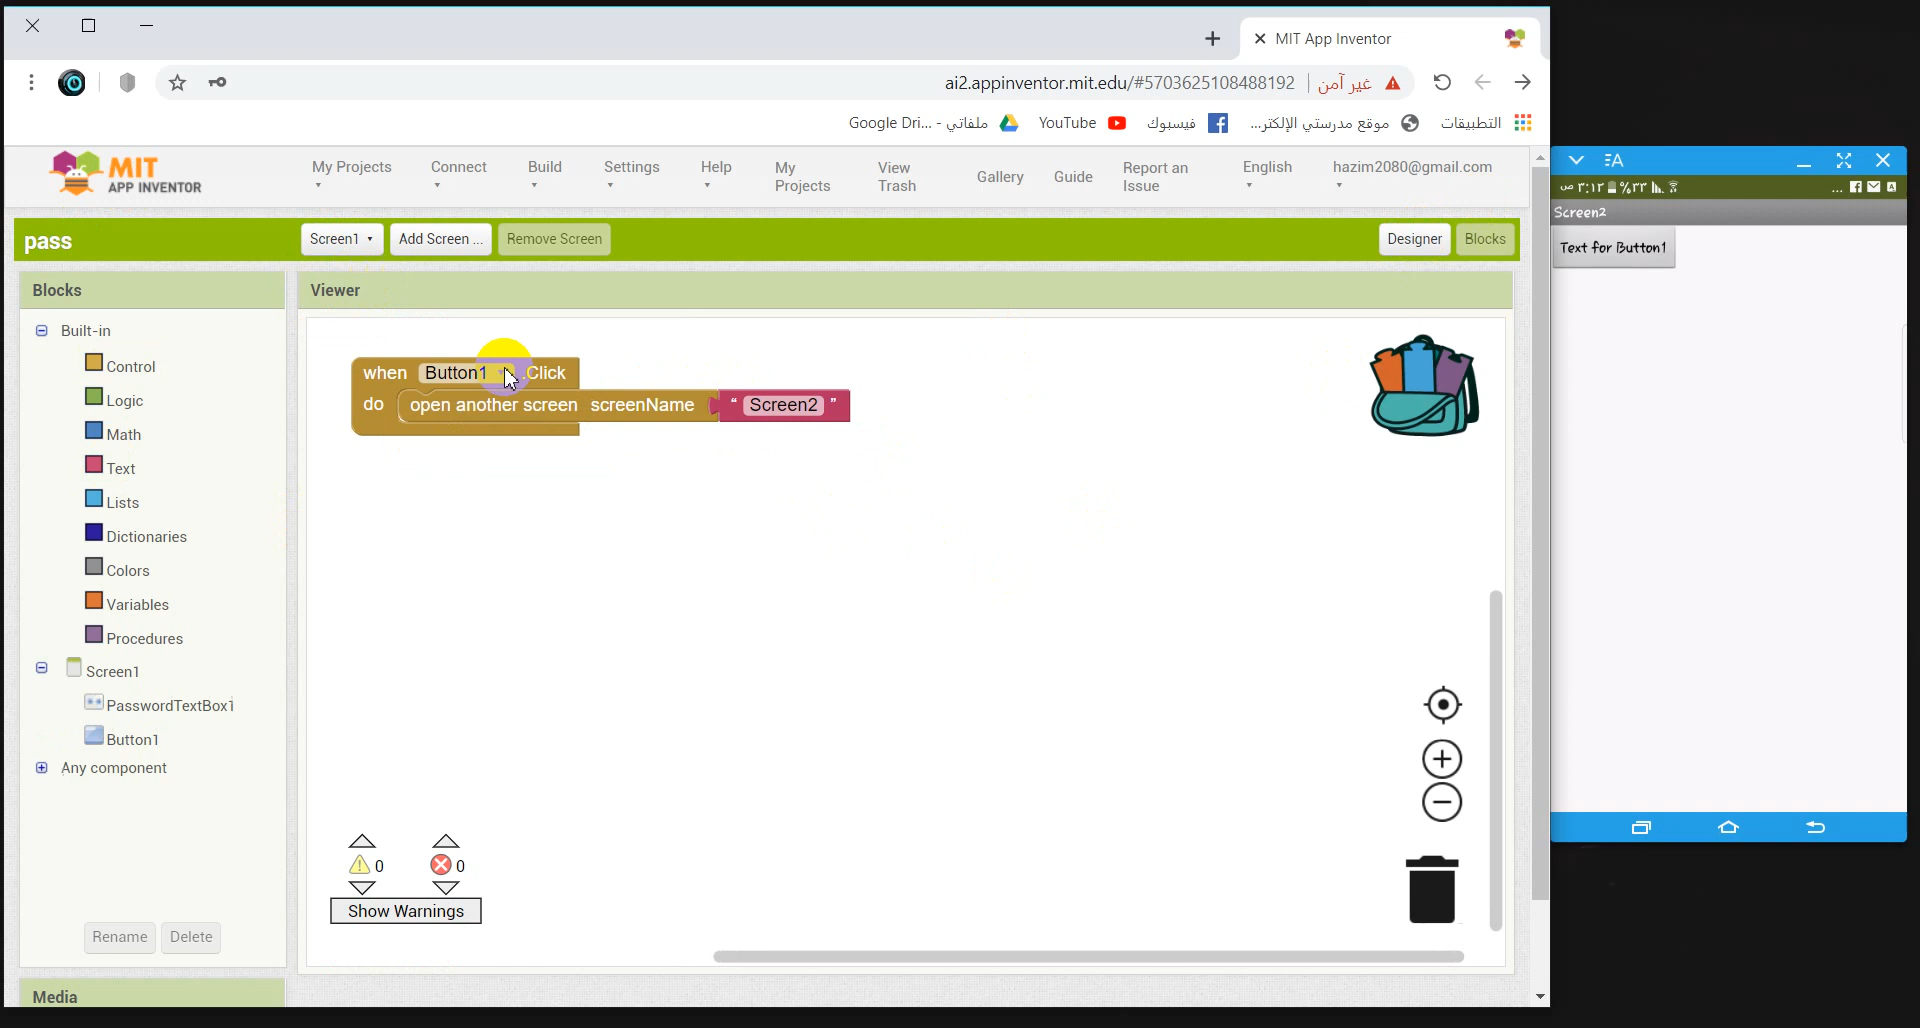 MIT App Inventor
ai2.appinventor.mit.edu/#5703625108488192
غير آمن
التطبيقات
موقع مدرستي الإلكتر...
فيسبوك
YouTube
ملفاتي - Google Dri...
MIT
APP INVENTOR
My Projects
Connect
Build
Settings
Help
My Projects
View Trash
Gallery
Guide
Report an Issue
English
hazim2080@gmail.com
pass
Screen1
Add Screen ...
Remove Screen
Designer
Blocks
Blocks
Built-in
Control
Logic
Math
Text
Lists
Dictionaries
Colors
Variables
Procedures
Screen1
PasswordTextBox1
Button1
Any component
Rename
Delete
Media
Viewer
when Button1 .Click
do open another screen screenName " Screen2 "
0
0
Show Warnings
ΞA
٣:١٢ ص
%٣٣
...
A
Screen2
Text for Button1